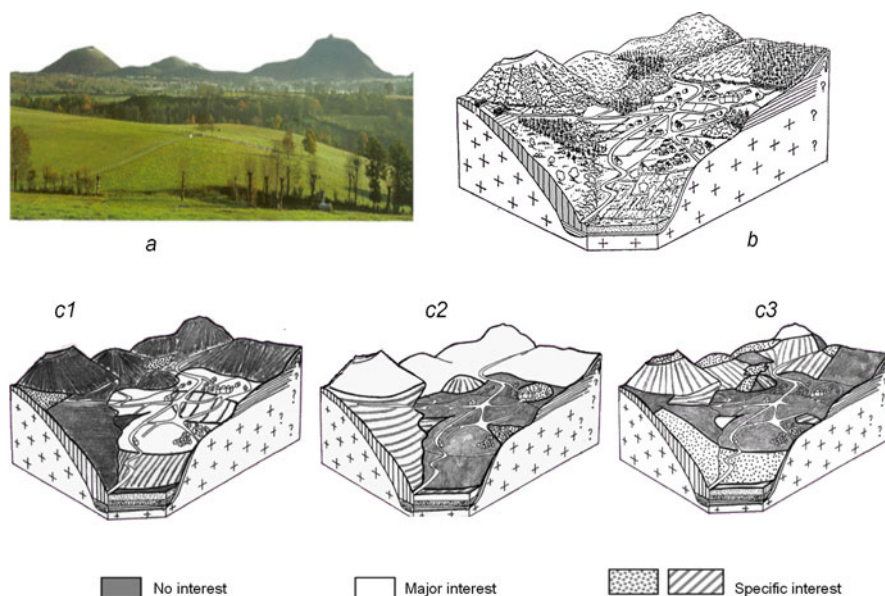 a
b
c1
c2
c3
? ? ?
? ? ?
? ? ?
? ? ?
No interest
Major interest
Specific interest